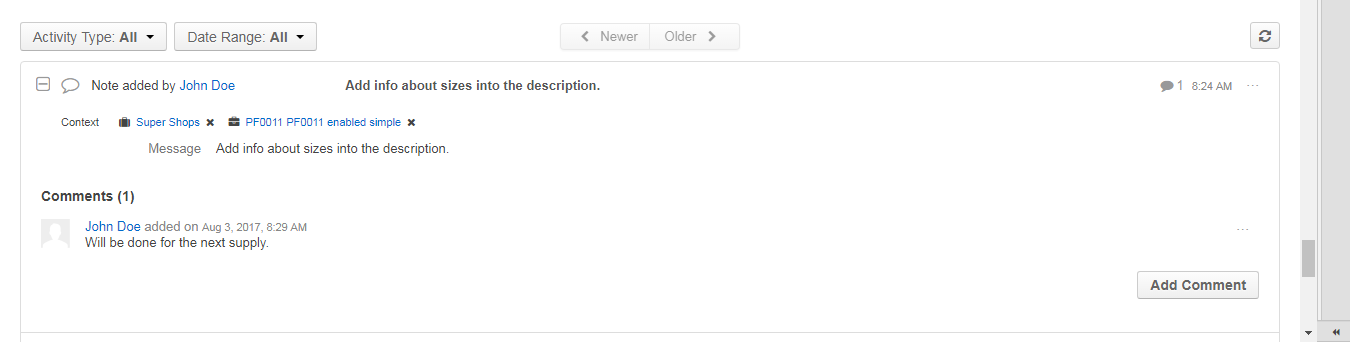 Activity Type: All Date Range: All Newer Older
Note added by John Doe Add info about sizes into the description. 1 8:24 AM ...
Context Super Shops PF0011 PF0011 enabled simple
Message Add info about sizes into the description.
Comments (1)
John Doe added on Aug 3, 2017, 8:29 AM ...
Will be done for the next supply.
Add Comment